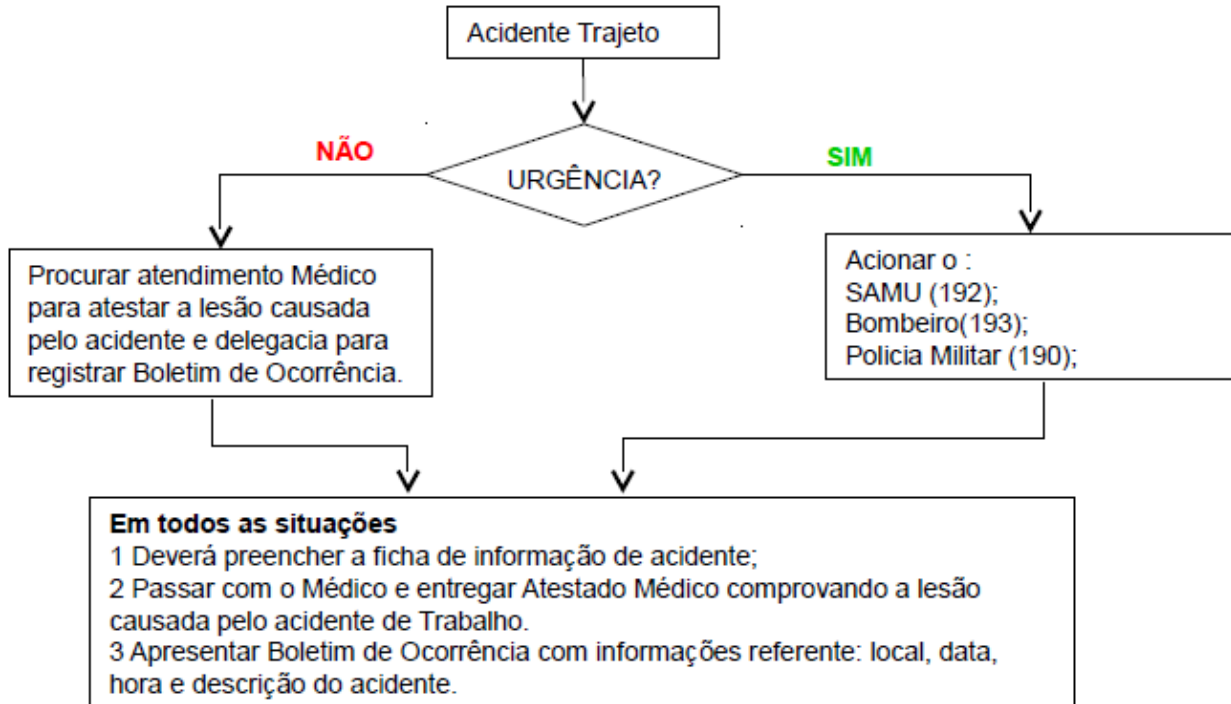 Acidente Trajeto
NÃO
SIM
URGÊNCIA?
Procurar atendimento Médico
para atestar a lesão causada
pelo acidente e delegacia para
registrar Boletim de Ocorrência.
Acionar o :
SAMU (192);
Bombeiro(193);
Policia Militar (190);
Em todos as situações
1 Deverá preencher a ficha de informação de acidente;
2 Passar com o Médico e entregar Atestado Médico comprovando a lesão
causada pelo acidente de Trabalho.
3 Apresentar Boletim de Ocorrência com informações referente: local, data,
hora e descrição do acidente.